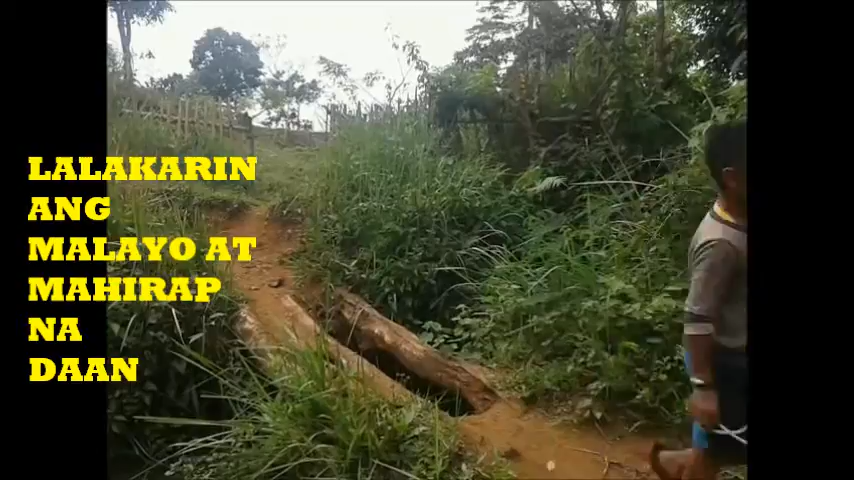 LALAKARIN
ANG
MALAYO AT
MAHIRAP
NA
DAAN